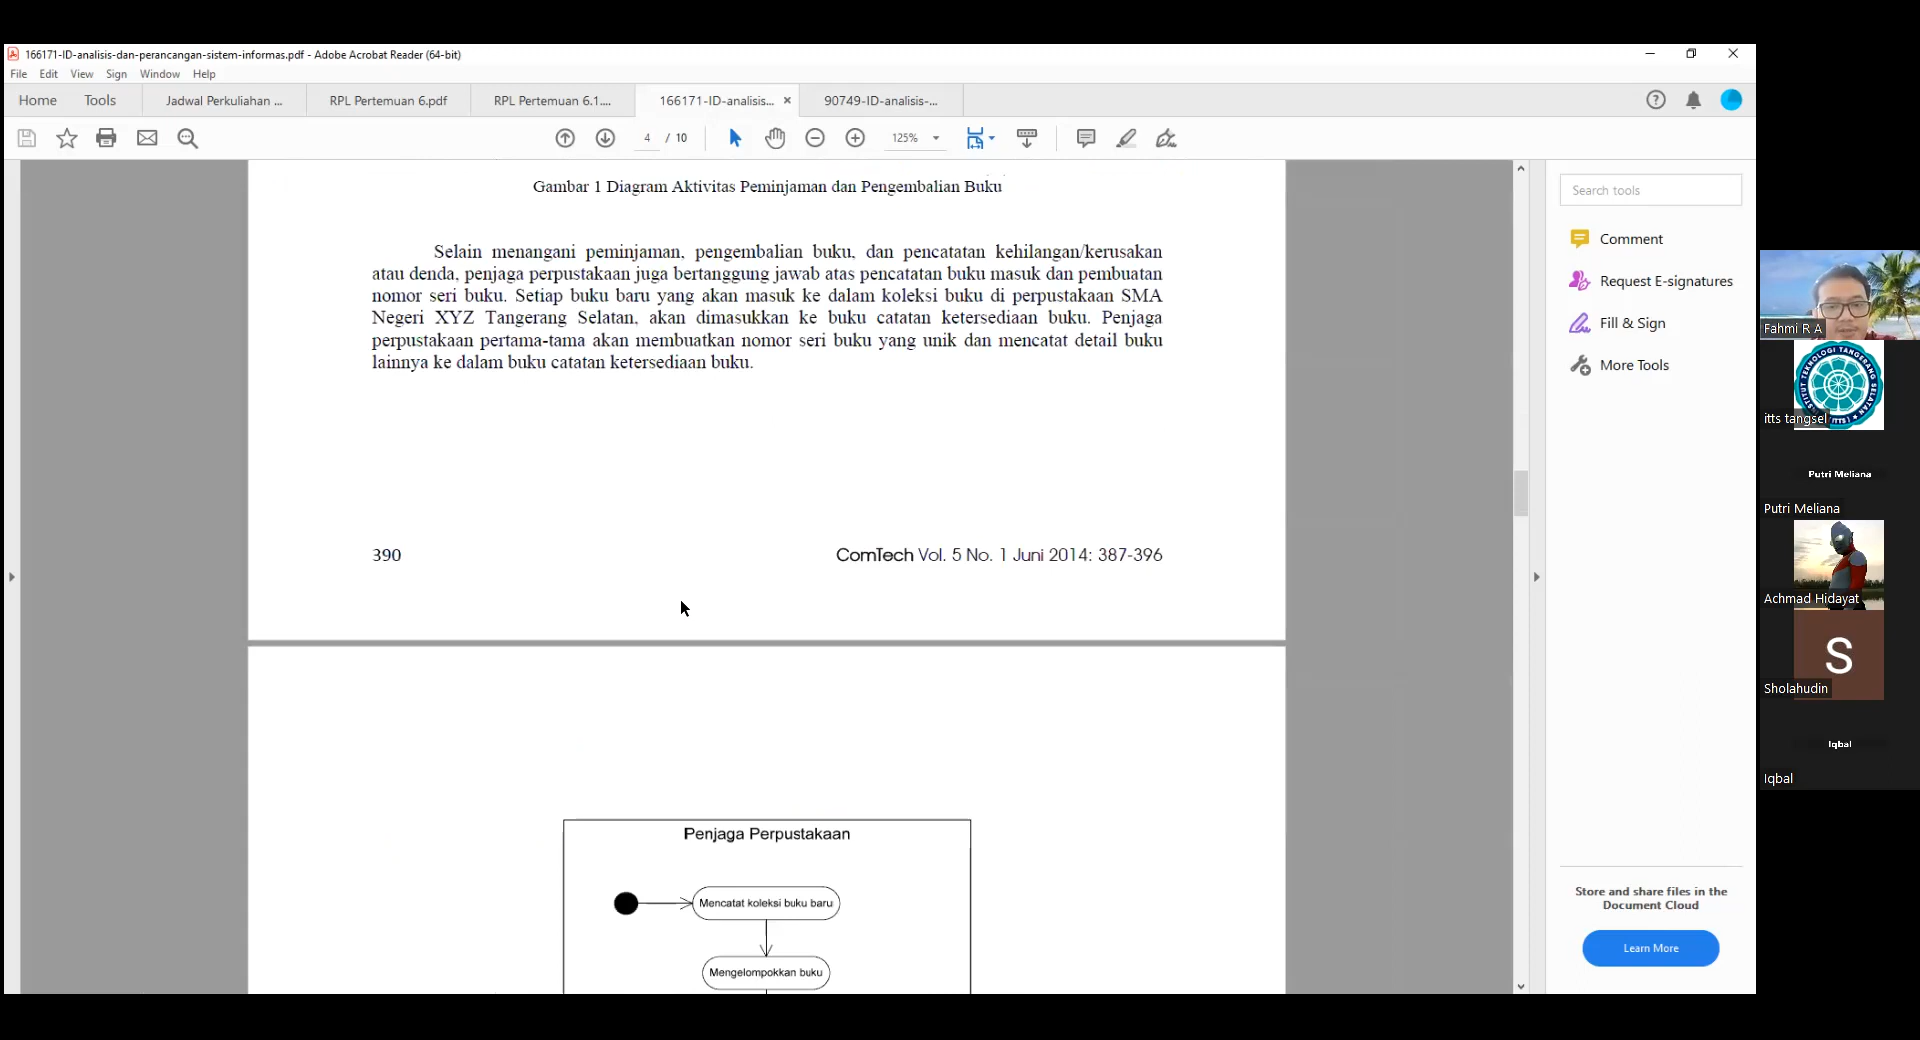 166171-ID-analisis-dan-perancangan-sistem-informas.pdf - Adobe Acrobat Reader (64-bit)
File Edit View Sign Window Help
Home Tools Jadwal Perkuliahan ... RPL Pertemuan 6.pdf RPL Pertemuan 6.1.... 166171-ID-analisis... × 90749-ID-analisis-...
4 / 10 125%
Gambar 1 Diagram Aktivitas Peminjaman dan Pengembalian Buku
Selain menangani peminjaman, pengembalian buku, dan pencatatan kehilangan/kerusakan
atau denda, penjaga perpustakaan juga bertanggung jawab atas pencatatan buku masuk dan pembuatan
nomor seri buku. Setiap buku baru yang akan masuk ke dalam koleksi buku di perpustakaan SMA
Negeri XYZ Tangerang Selatan, akan dimasukkan ke buku catatan ketersediaan buku. Penjaga
perpustakaan pertama-tama akan membuatkan nomor seri buku yang unik dan mencatat detail buku
lainnya ke dalam buku catatan ketersediaan buku.
390 ComTech Vol. 5 No. 1 Juni 2014: 387-396
Penjaga Perpustakaan
Mencatat koleksi buku baru
Mengelompokkan buku
Search tools
Comment
Request E-signatures
Fill & Sign
More Tools
Store and share files in the
Document Cloud
Learn More
Fahmi R A
INSTITUT TEKNOLOGI TANGERANG SELATAN
itts tangsel
Putri Meliana
Putri Meliana
Achmad Hidayat
S
Sholahudin
Iqbal
Iqbal